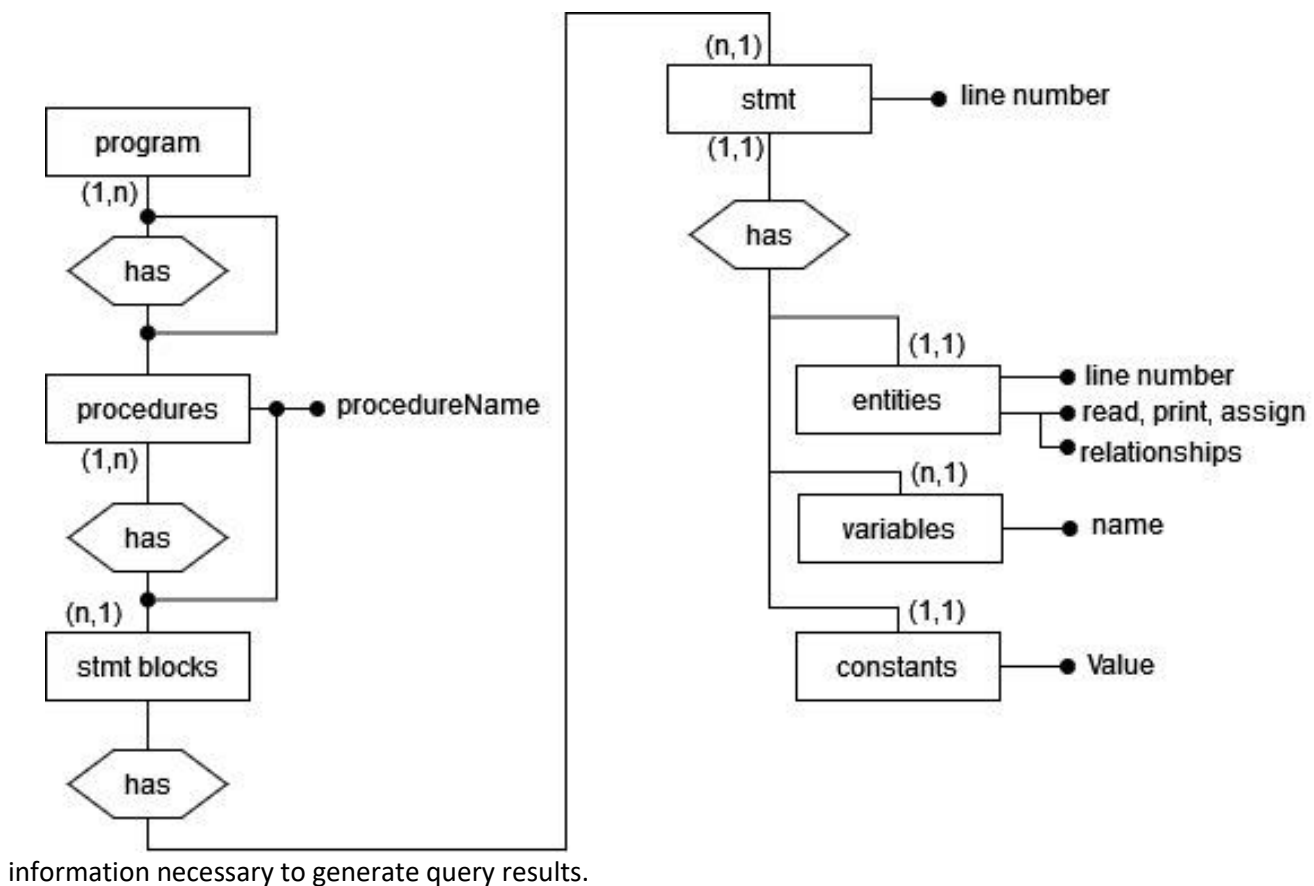 program
(1,n)
has
procedures
procedureName
(1,n)
has
(n,1)
stmt blocks
has
(n,1)
stmt
line number
(1,1)
has
(1,1)
entities
line number
read, print, assign
relationships
(n,1)
variables
name
(1,1)
constants
Value
information necessary to generate query results.